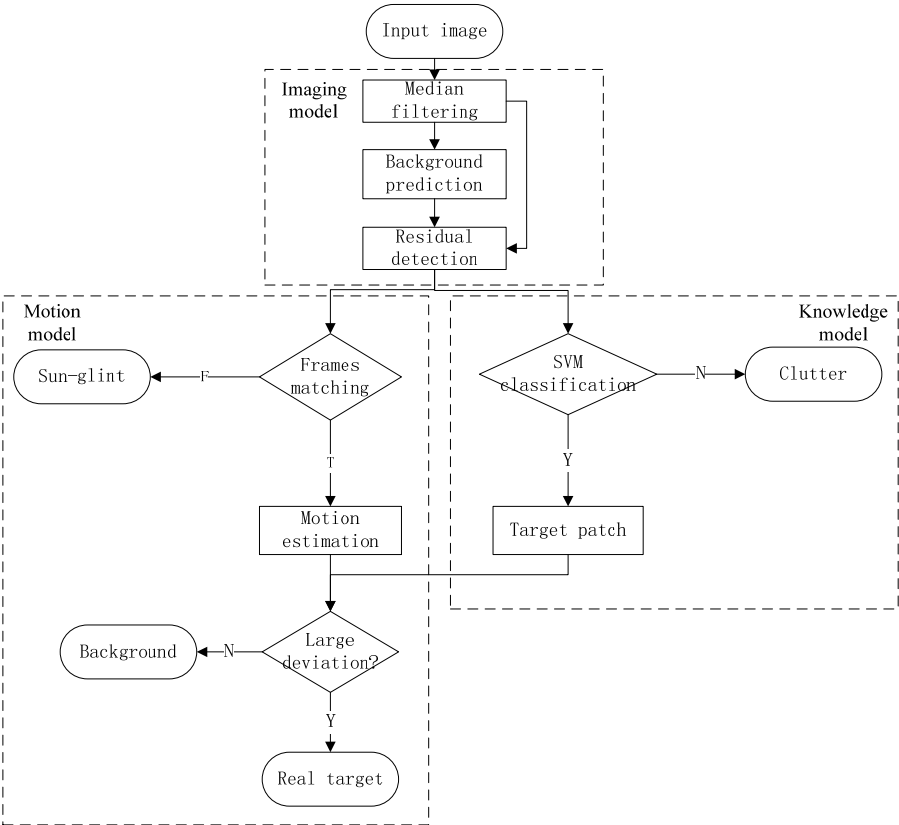 Input image
Imaging
model
Median
filtering
Background
prediction
Residual
detection
Motion
model
Knowledge
model
Sun-glint
F
Frames
matching
SVM
classification
N
Clutter
T
Y
Motion
estimation
Target patch
Background
N
Large
deviation?
Y
Real target